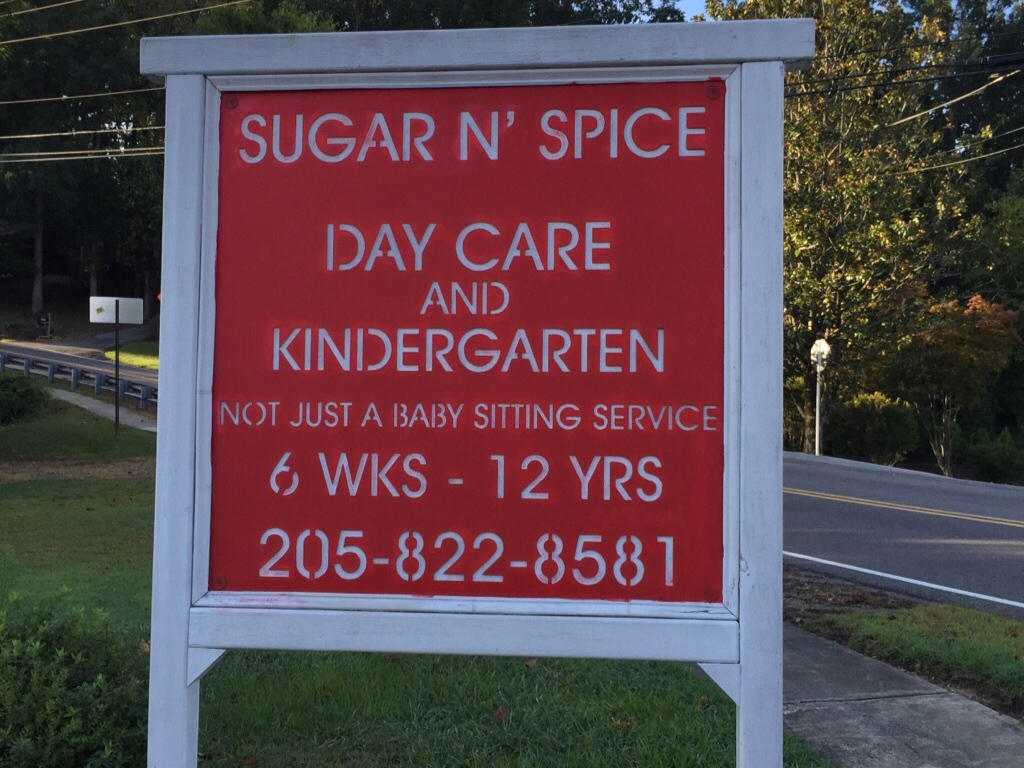 SUGAR N' SPICE
DAY CARE
AND
KINDERGARTEN
NOT JUST A BABY SITTING SERVICE
6 WKS - 12 YRS
205-822-8581